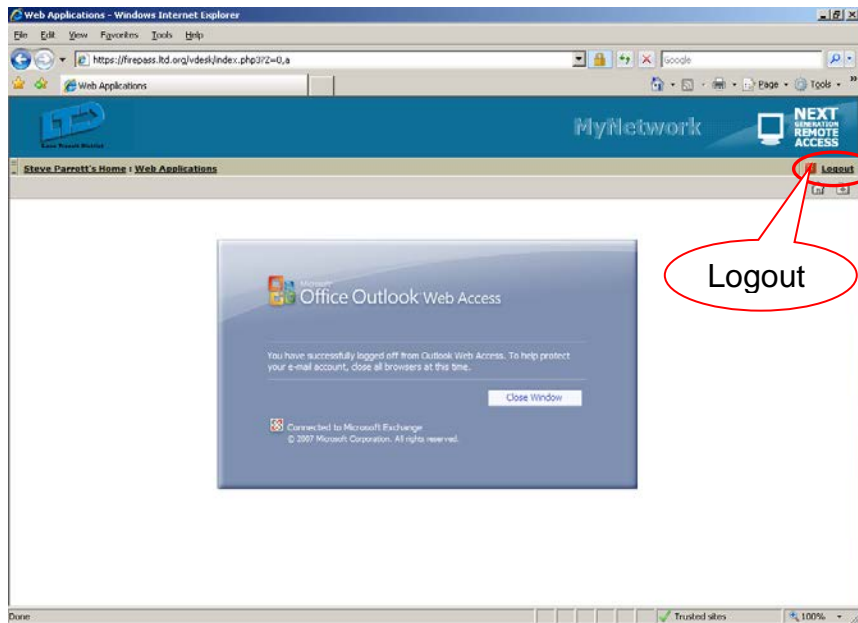 Web Applications - Windows Internet Explorer
File Edit View Favorites Tools Help
https://firepass.ltd.org/vdesk/index.php3?Z=0,a
Google
Web Applications
Page Tools
LTD
Lane Transit District
MyNetwork
NEXT
GENERATION
REMOTE
ACCESS
Steve Parrott's Home : Web Applications
Logout
Logout
Microsoft
Office Outlook Web Access
You have successfully logged off from Outlook Web Access. To help protect
your e-mail account, close all browsers at this time.
Close Window
Connected to Microsoft Exchange
© 2007 Microsoft Corporation. All rights reserved.
Done
Trusted sites
100%